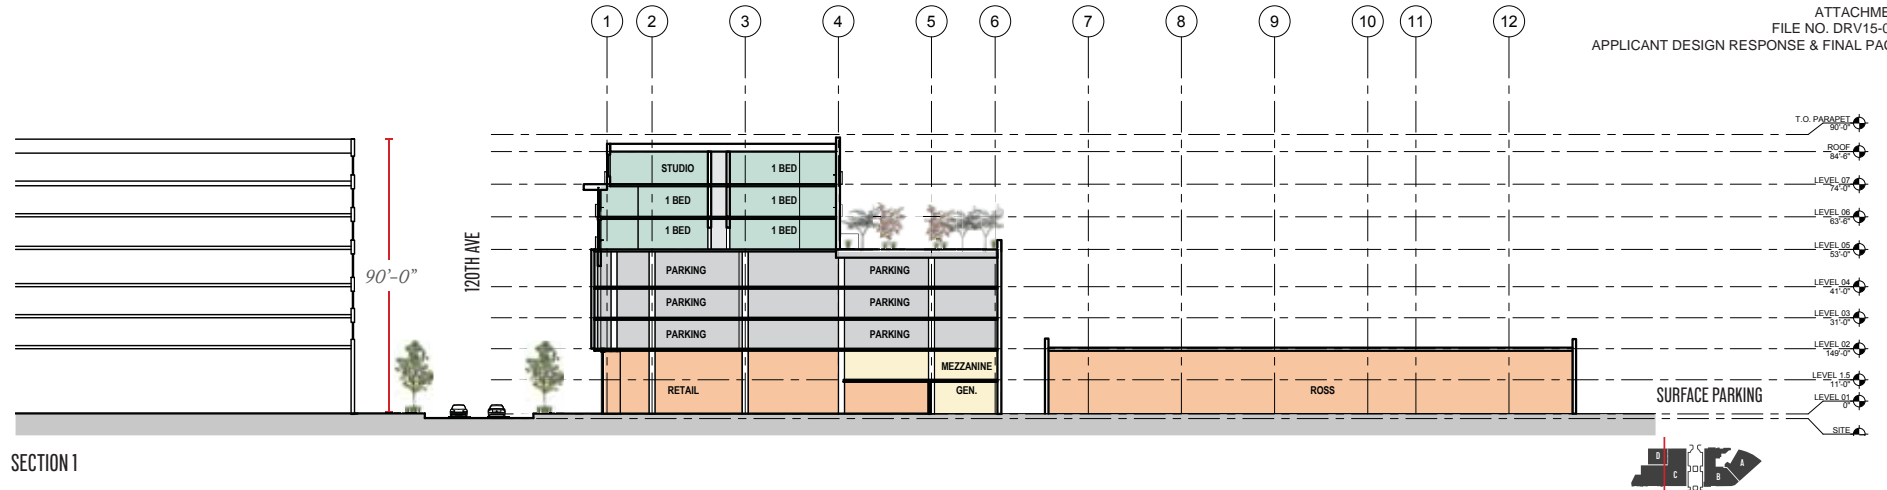 ATTACHME
FILE NO. DRV15-0
APPLICANT DESIGN RESPONSE & FINAL PAC
1 2 3 4 5 6 7 8 9 10 11 12
T.O. PARAPET
90'-0"
ROOF
84'-6"
STUDIO 1 BED
LEVEL 07
74'-0"
1 BED 1 BED
LEVEL 06
63'-6"
1 BED 1 BED
LEVEL 05
53'-0"
120TH AVE
90'-0"
PARKING PARKING
LEVEL 04
41'-0"
PARKING PARKING
LEVEL 03
31'-0"
PARKING PARKING
LEVEL 02
149'-0"
MEZZANINE
LEVEL 1.5
11'-0"
RETAIL GEN. ROSS
SURFACE PARKING
LEVEL 01
0"
SITE
SECTION 1
D C B A